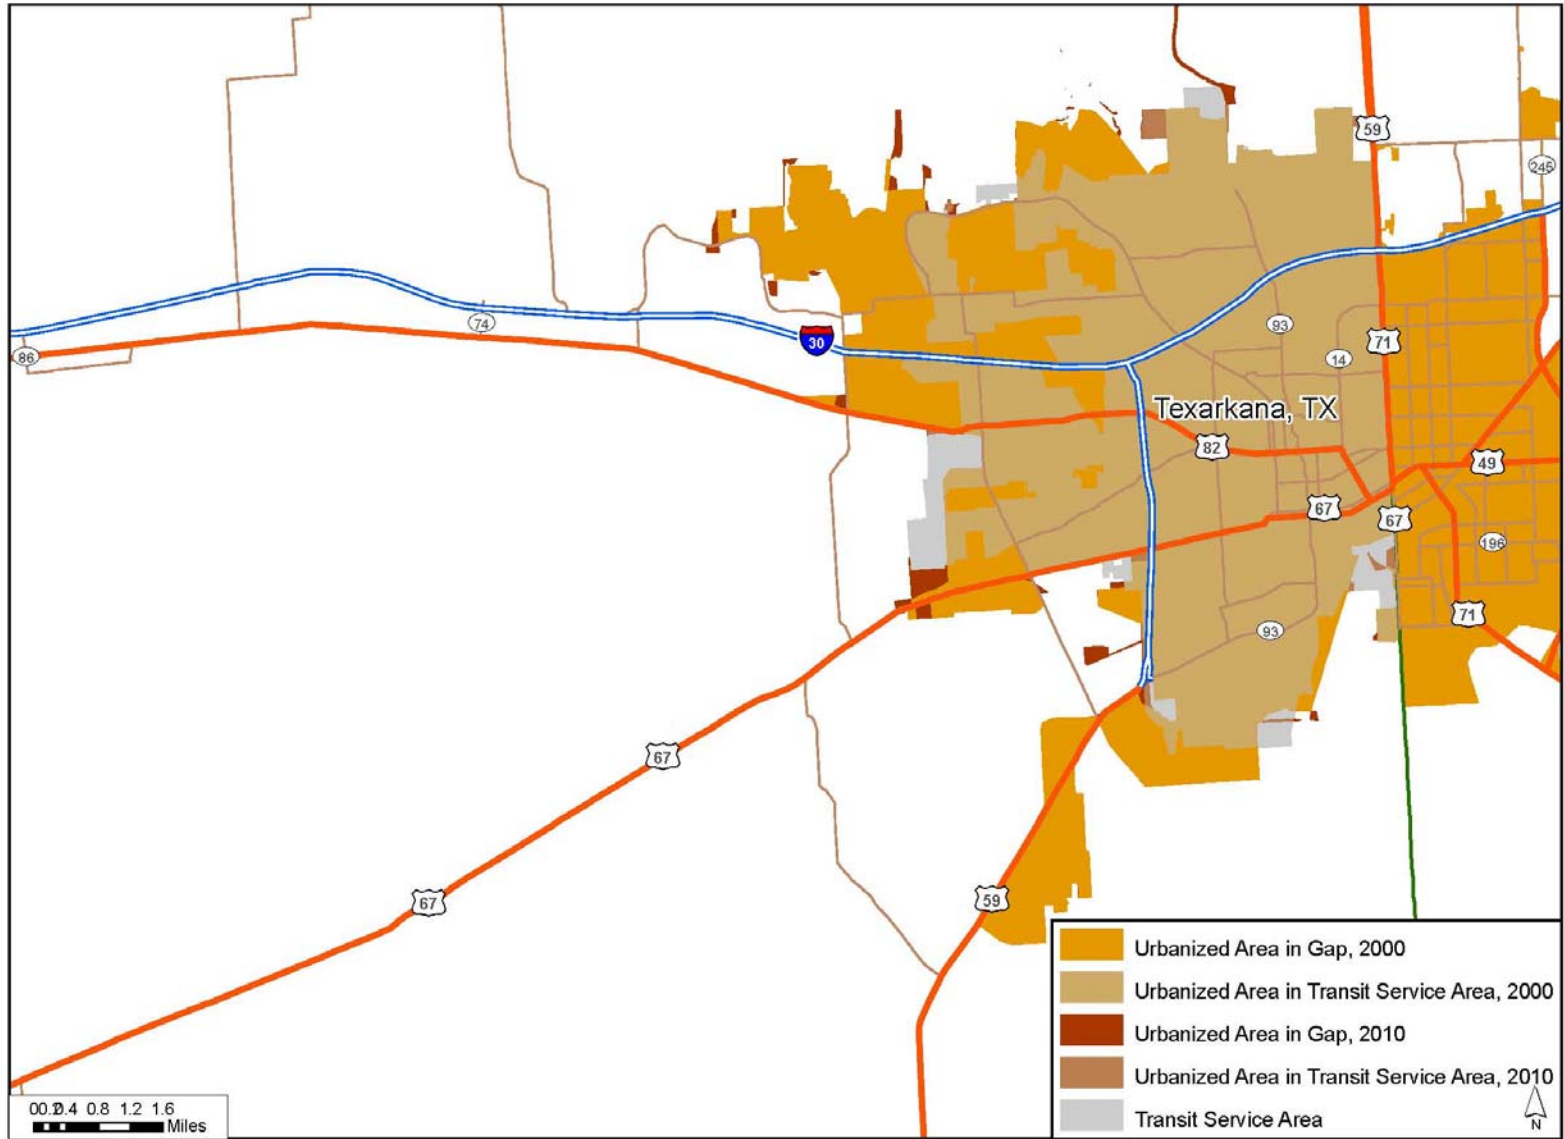 59
245
74
86
30
93
14
71
Texarkana, TX
82
49
67
67
196
71
93
67
67
59
Urbanized Area in Gap, 2000
Urbanized Area in Transit Service Area, 2000
Urbanized Area in Gap, 2010
Urbanized Area in Transit Service Area, 2010
Transit Service Area
N
0.4 0.8 1.2 1.6
Miles